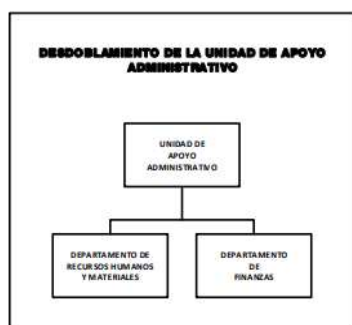 DESDOBLAMIENTO DE LA UNIDAD DE APOYO
ADMINISTRATIVO
UNIDAD DE
APOYO
ADMINISTRATIVO
DEPARTAMENTO DE
RECURSOS HUMANOS
Y MATERIALES
DEPARTAMENTO
DE
FINANZAS